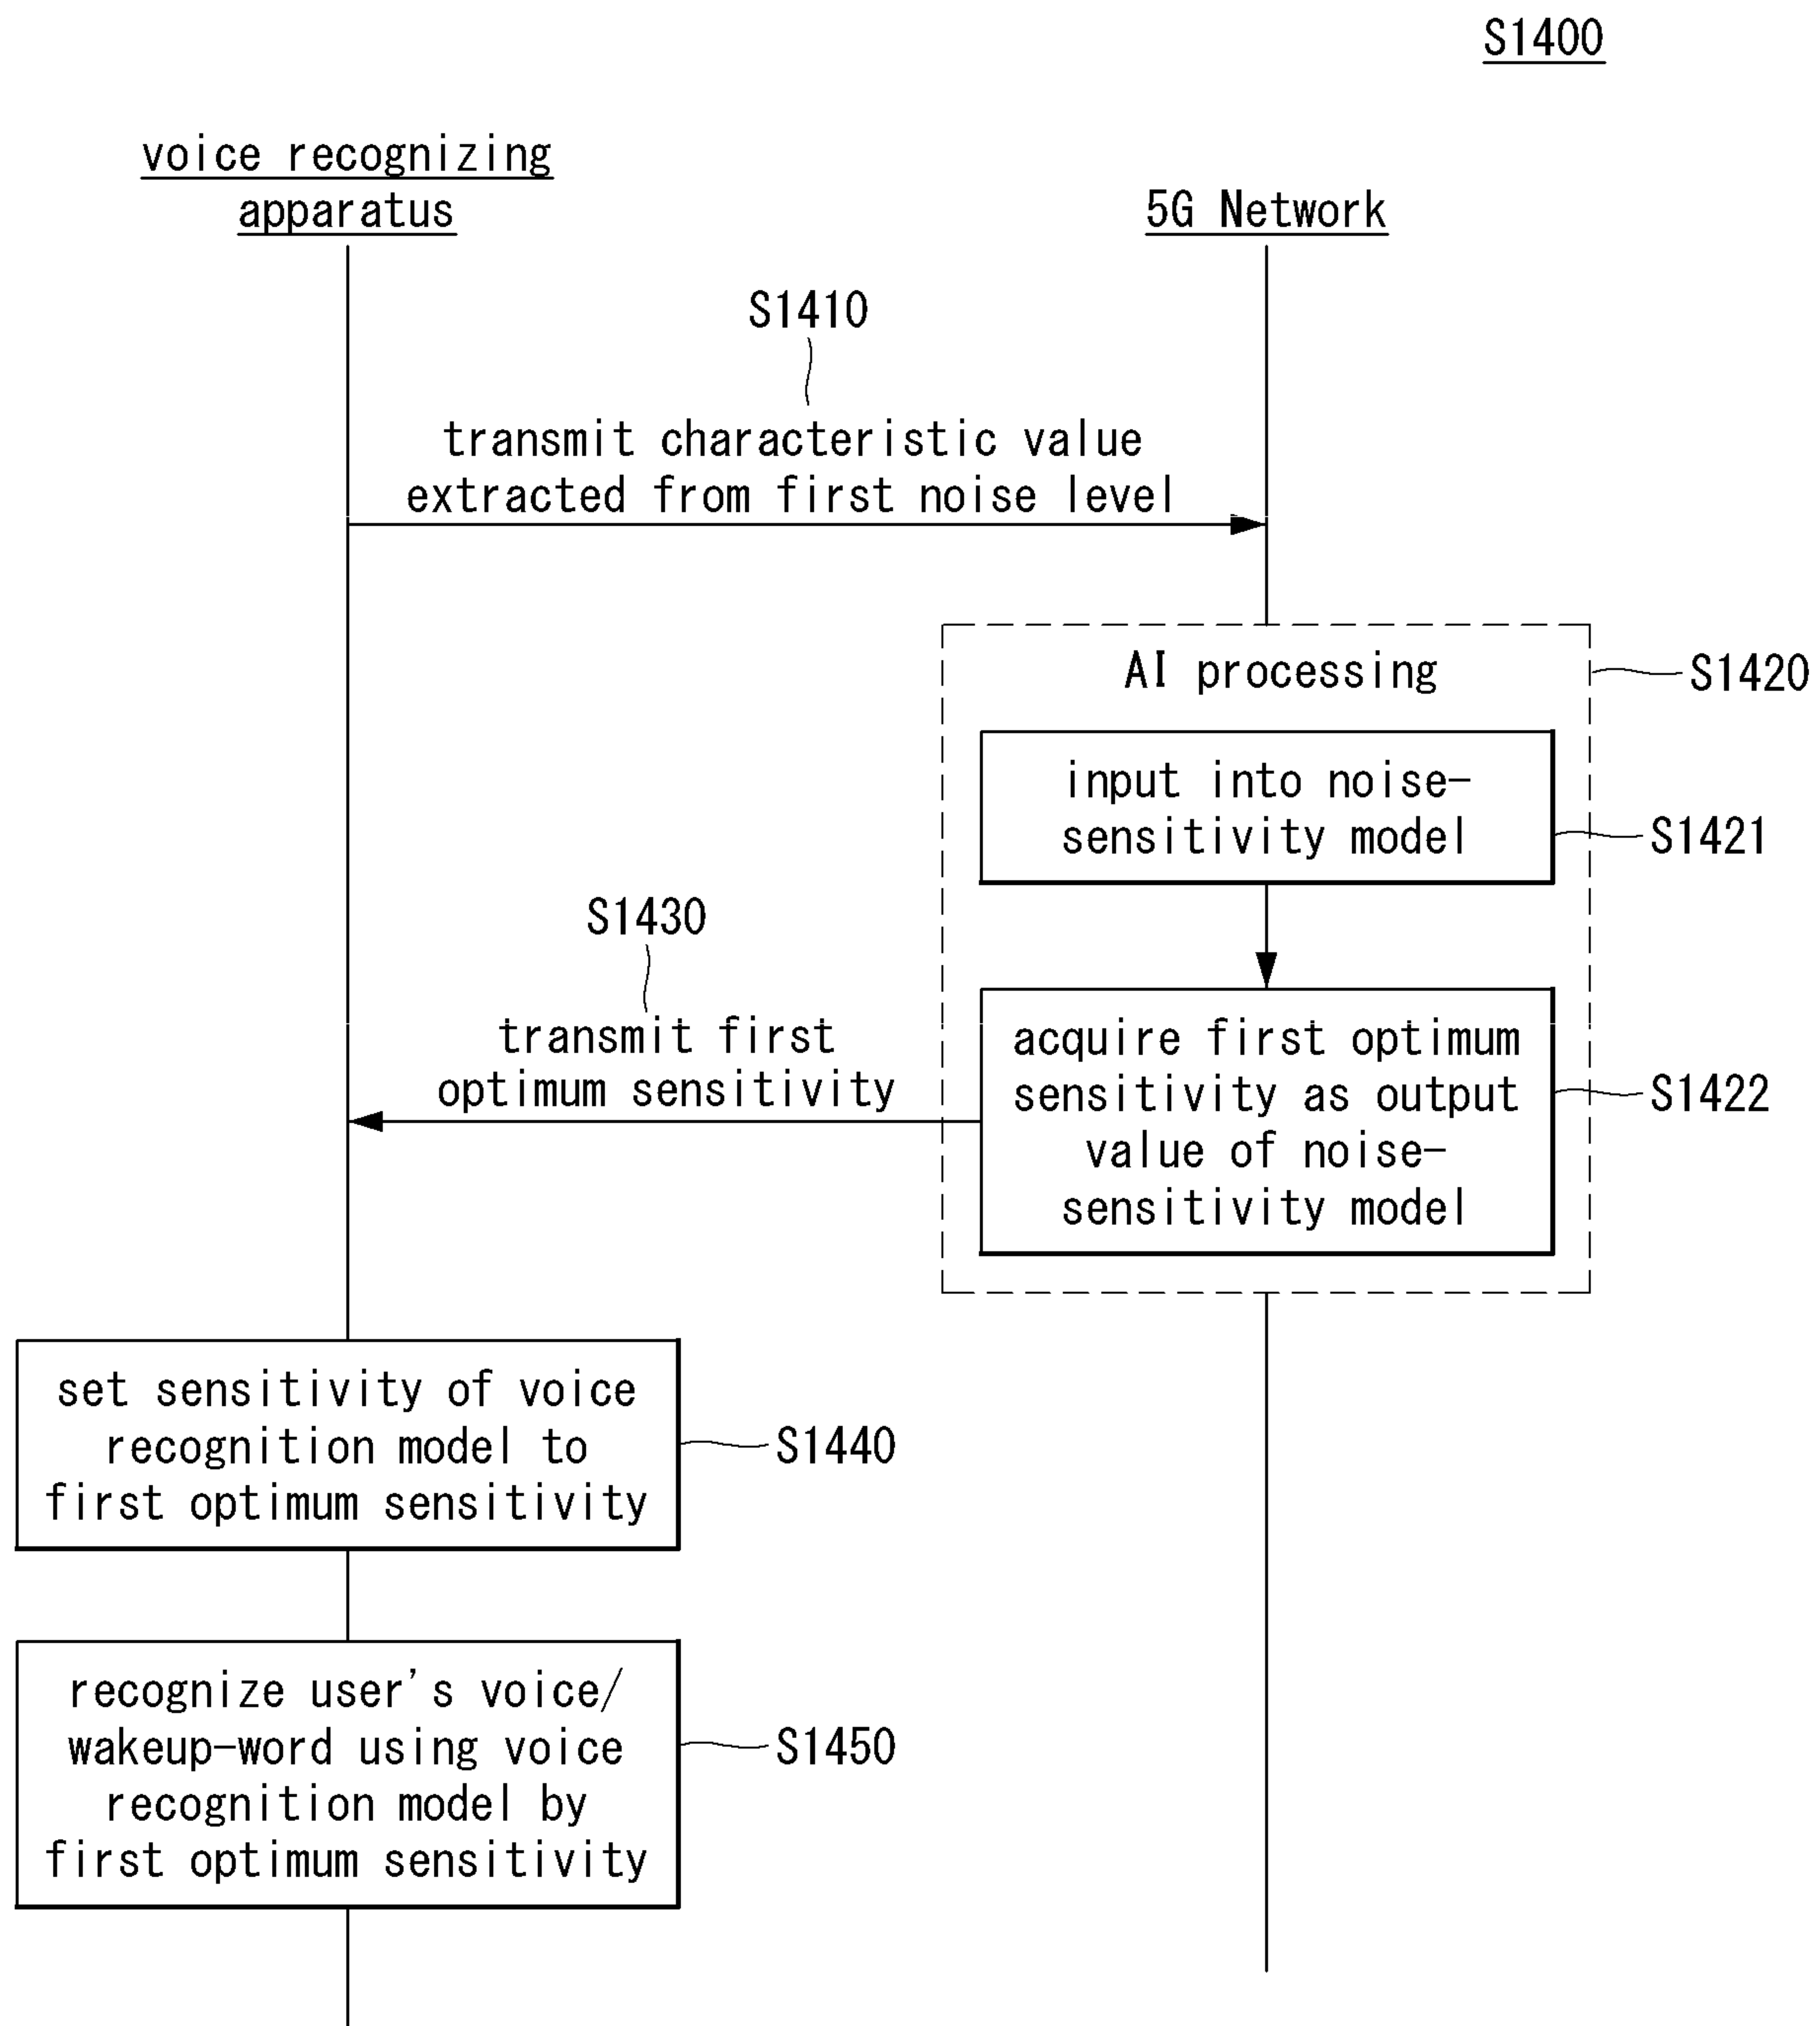 S1400
voice recognizing
apparatus
5G Network
S1410
transmit characteristic value
extracted from first noise level
AI processing
S1420
input into noise-
sensitivity model
S1421
S1430
transmit first
optimum sensitivity
acquire first optimum
sensitivity as output
value of noise-
sensitivity model
S1422
set sensitivity of voice
recognition model to
first optimum sensitivity
S1440
recognize user's voice/
wakeup-word using voice
recognition model by
first optimum sensitivity
S1450